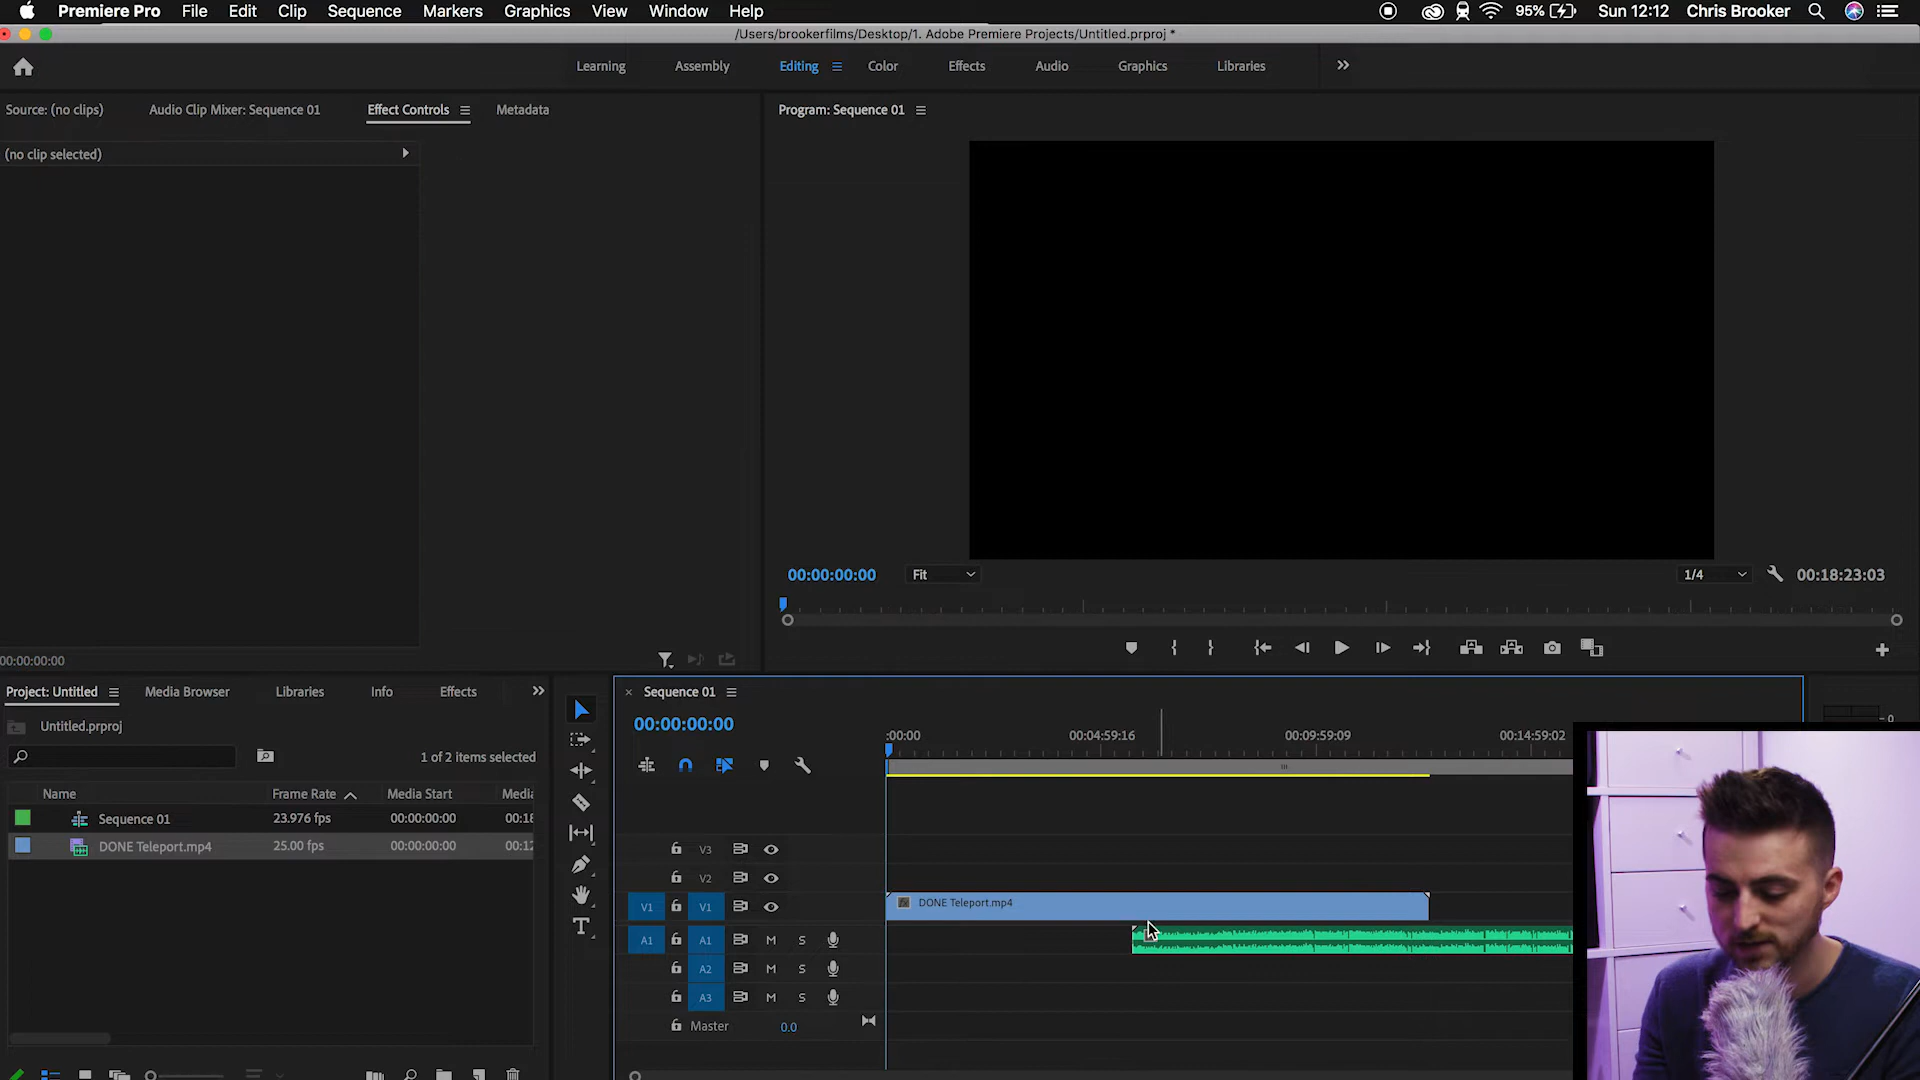 Premiere Pro File Edit Clip Sequence Markers Graphics View Window Help 95% Sun 12:12 Chris Brooker
/Users/brookerfilms/Desktop/1. Adobe Premiere Projects/Untitled.prproj *
Learning Assembly Editing Color Effects Audio Graphics Libraries
Source: (no clips) Audio Clip Mixer: Sequence 01 Effect Controls Metadata Program: Sequence 01
(no clip selected)
00:00:00:00 Fit 1/4 00:18:23:03
00:00:00:00
Project: Untitled Media Browser Libraries Info Effects Sequence 01
Untitled.prproj 00:00:00:00 :00:00 00:04:59:16 00:09:59:09 00:14:59:02
1 of 2 items selected
Name Frame Rate Media Start Media
Sequence 01 23.976 fps 00:00:00:00 00:18
DONE Teleport.mp4 25.00 fps 00:00:00:00 00:12
0
V3
V2
V1 V1 fx DONE Teleport.mp4
A1 A1 M S
A2 M S
A3 M S
Master 0.0